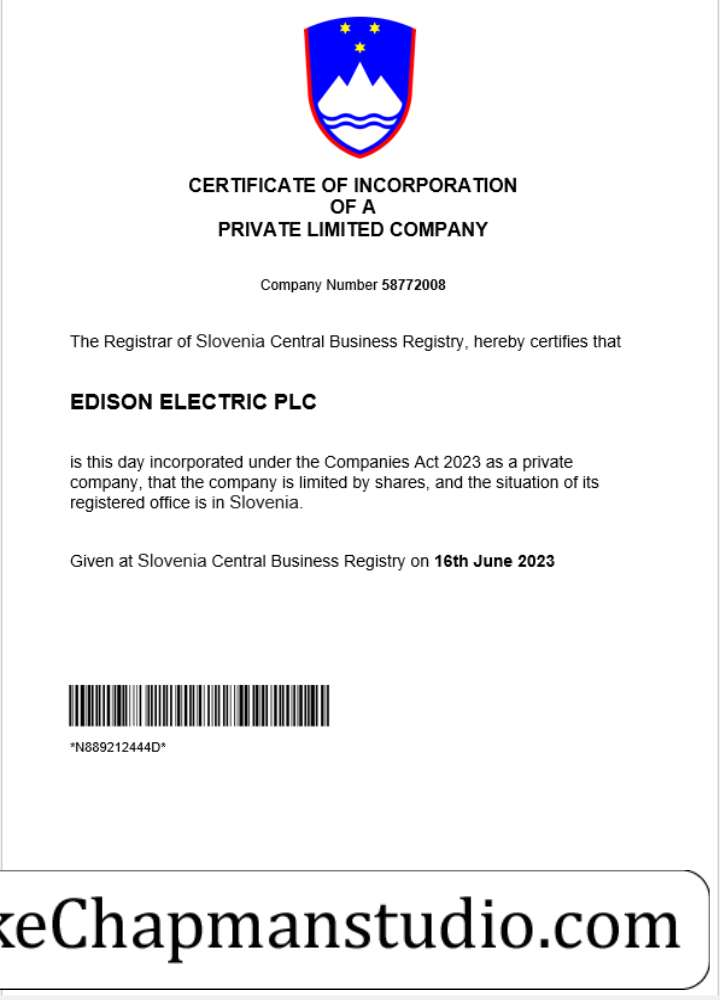 CERTIFICATE OF INCORPORATION
OF A
PRIVATE LIMITED COMPANY
Company Number 58772008
The Registrar of Slovenia Central Business Registry, hereby certifies that
EDISON ELECTRIC PLC
is this day incorporated under the Companies Act 2023 as a private
company, that the company is limited by shares, and the situation of its
registered office is in Slovenia.
Given at Slovenia Central Business Registry on 16th June 2023
*N889212444D*
keChapmanstudio.com